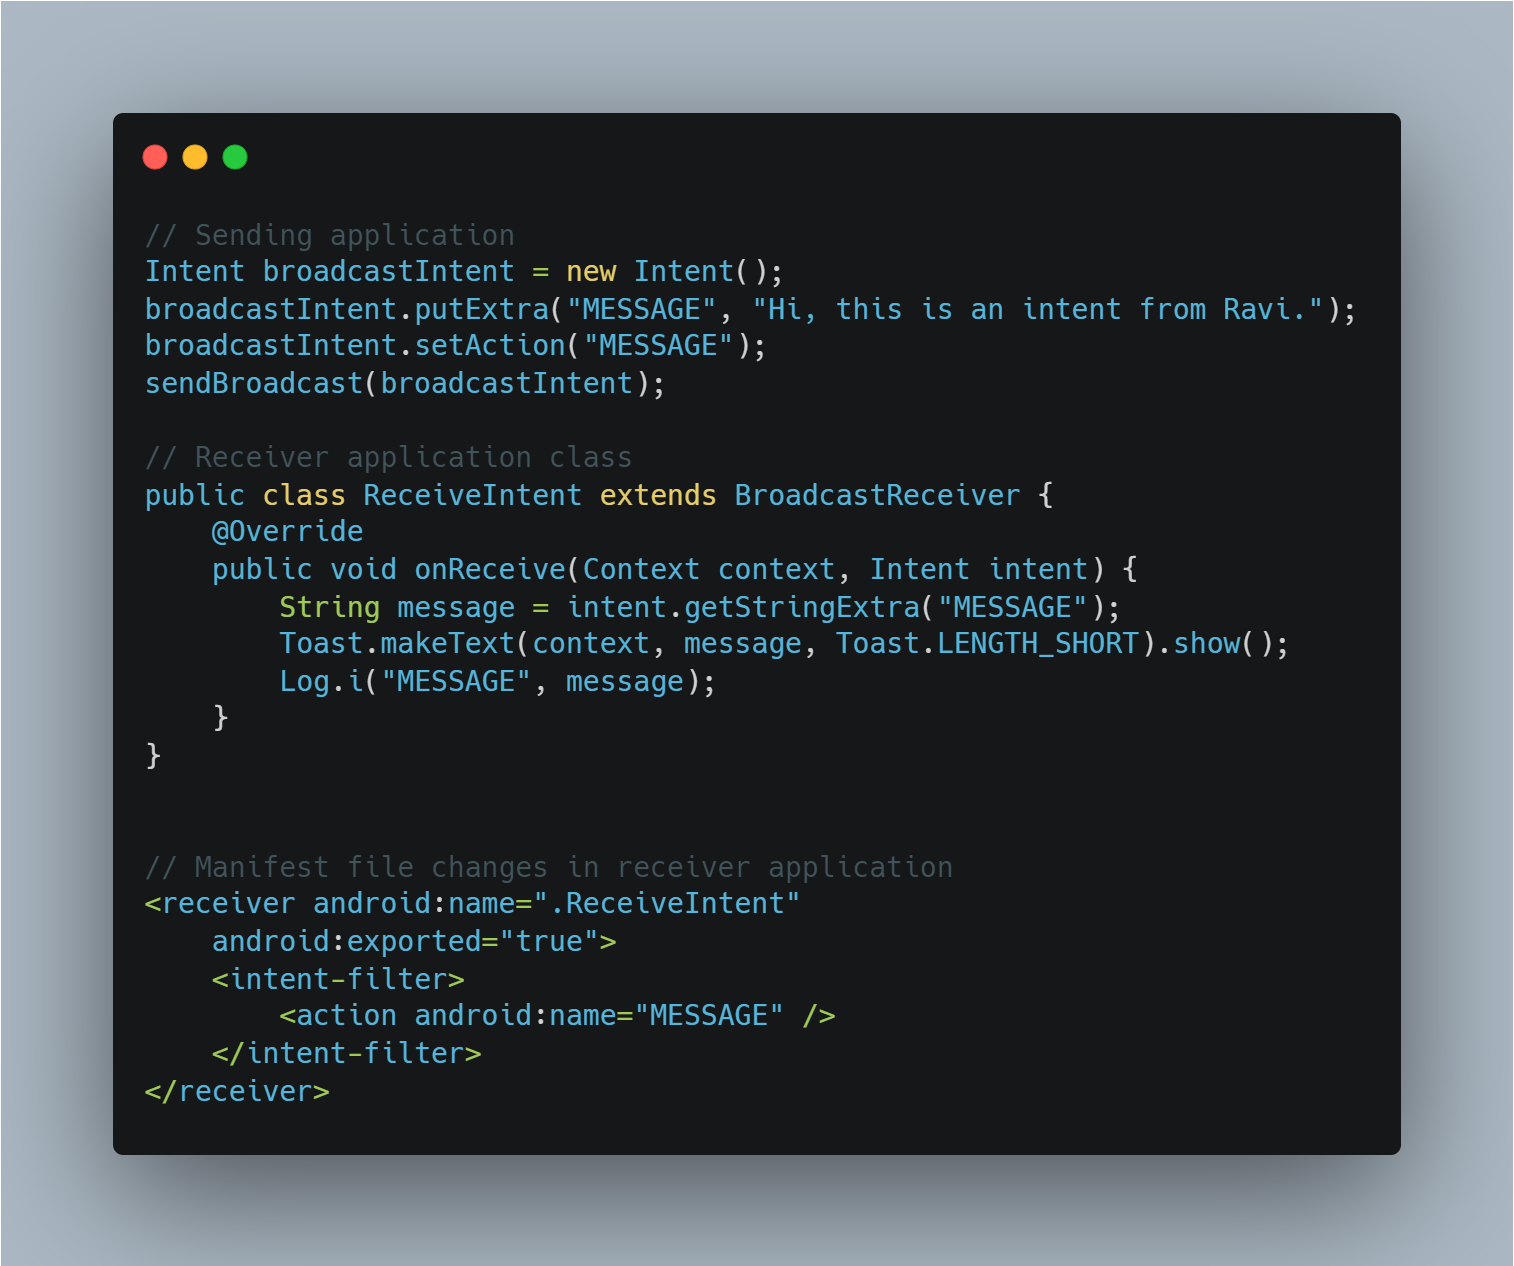 // Sending application
Intent broadcastIntent = new Intent();
broadcastIntent.putExtra("MESSAGE", "Hi, this is an intent from Ravi.");
broadcastIntent.setAction("MESSAGE");
sendBroadcast(broadcastIntent);

// Receiver application class
public class ReceiveIntent extends BroadcastReceiver {
    @Override
    public void onReceive(Context context, Intent intent) {
        String message = intent.getStringExtra("MESSAGE");
        Toast.makeText(context, message, Toast.LENGTH_SHORT).show();
        Log.i("MESSAGE", message);
    }
}

// Manifest file changes in receiver application
<receiver android:name=".ReceiveIntent"
    android:exported="true">
    <intent-filter>
        <action android:name="MESSAGE" />
    </intent-filter>
</receiver>